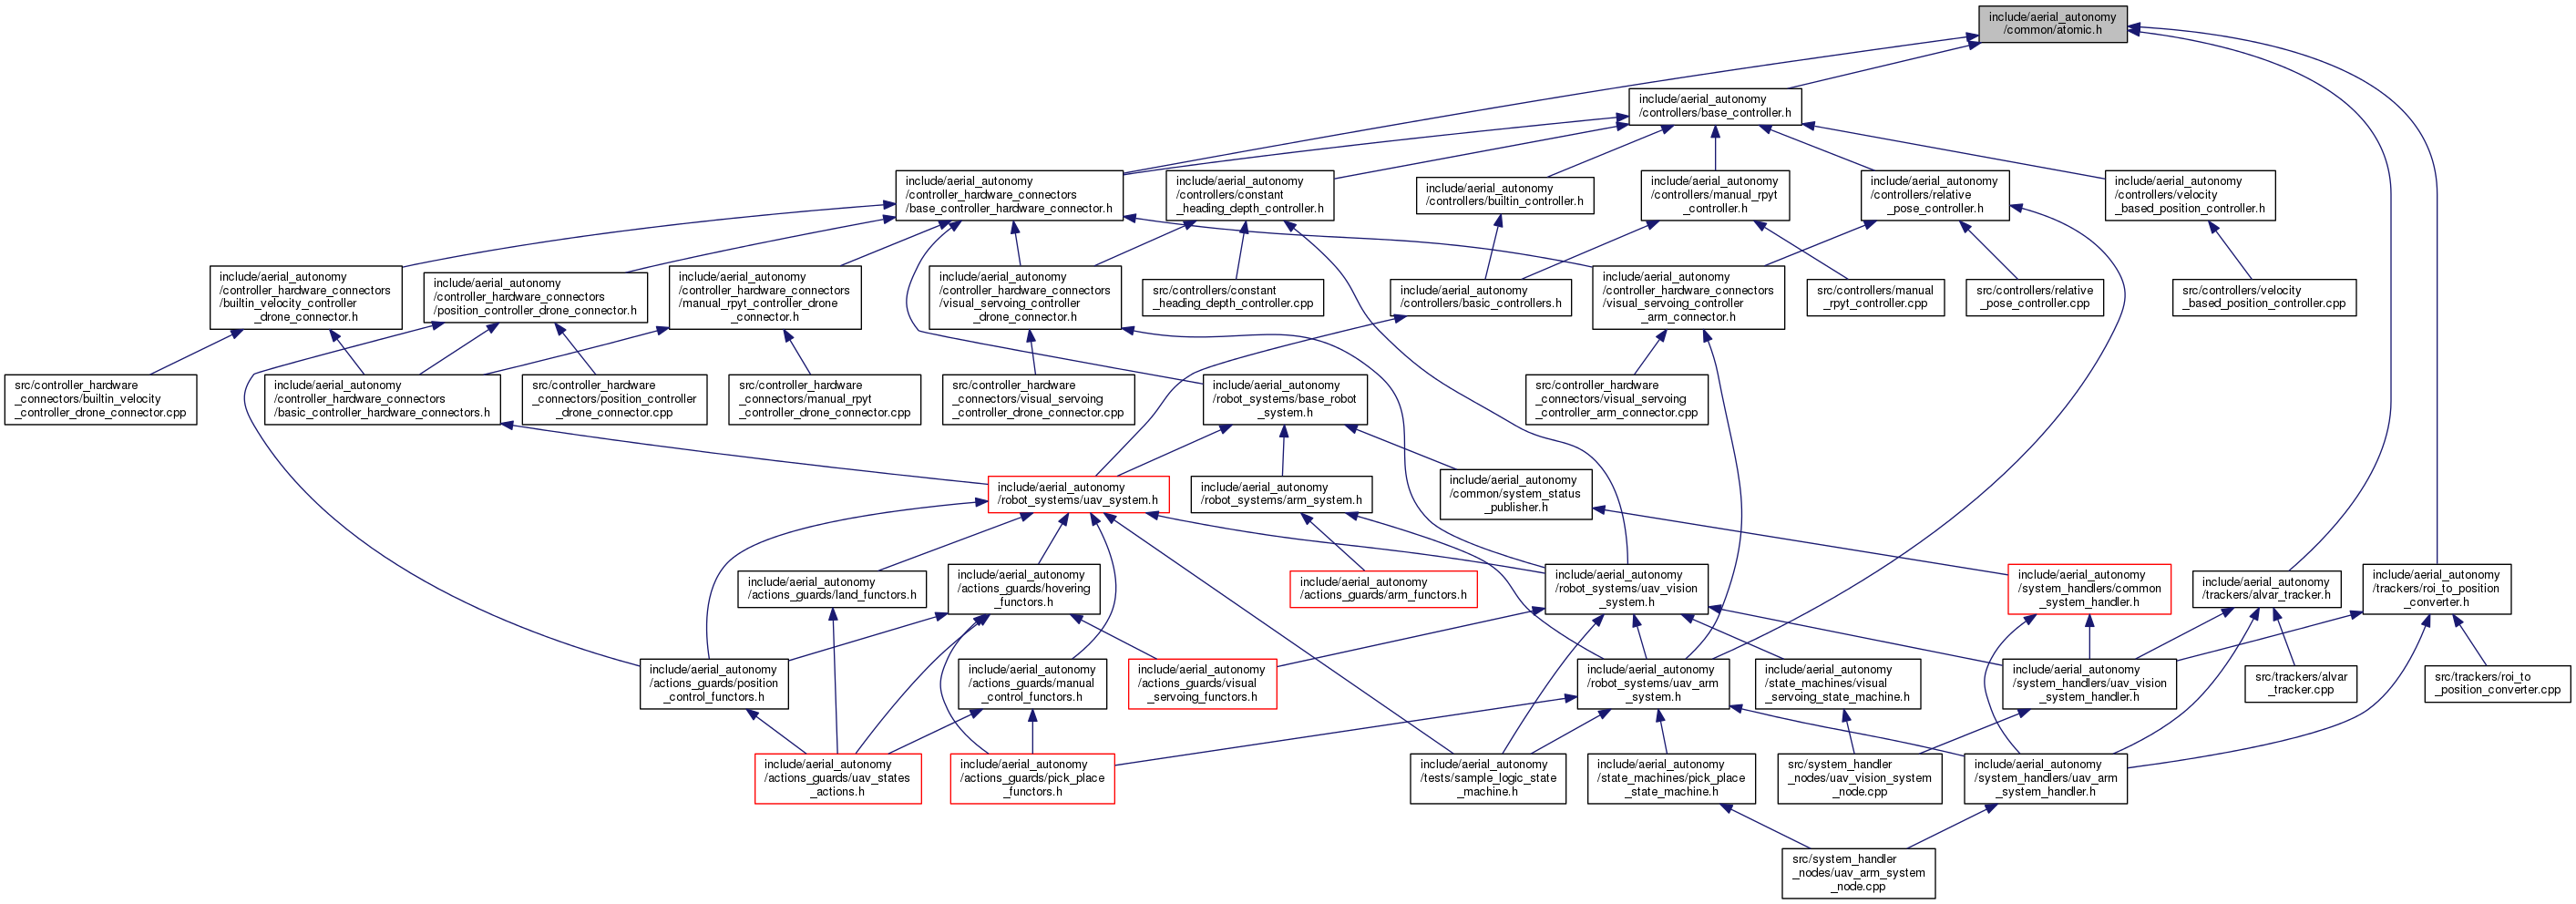 include/aerial_autonomy
/common/atomic.h
include/aerial_autonomy
/controllers/base_controller.h
include/aerial_autonomy
/controller_hardware_connectors
/base_controller_hardware_connector.h
include/aerial_autonomy
/controllers/constant
_heading_depth_controller.h
include/aerial_autonomy
/controllers/builtin_controller.h
include/aerial_autonomy
/controllers/manual_rpyt
_controller.h
include/aerial_autonomy
/controllers/relative
_pose_controller.h
include/aerial_autonomy
/controllers/velocity
_based_position_controller.h
include/aerial_autonomy
/controller_hardware_connectors
/builtin_velocity_controller
_drone_connector.h
include/aerial_autonomy
/controller_hardware_connectors
/position_controller_drone_connector.h
include/aerial_autonomy
/controller_hardware_connectors
/manual_rpyt_controller_drone
_connector.h
include/aerial_autonomy
/controller_hardware_connectors
/visual_servoing_controller
_drone_connector.h
src/controllers/constant
_heading_depth_controller.cpp
include/aerial_autonomy
/controllers/basic_controllers.h
src/controllers/manual
_rpyt_controller.cpp
include/aerial_autonomy
/controller_hardware_connectors
/visual_servoing_controller
_arm_connector.h
src/controllers/relative
_pose_controller.cpp
src/controllers/velocity
_based_position_controller.cpp
src/controller_hardware
_connectors/builtin_velocity
_controller_drone_connector.cpp
include/aerial_autonomy
/controller_hardware_connectors
/basic_controller_hardware_connectors.h
src/controller_hardware
_connectors/position_controller
_drone_connector.cpp
src/controller_hardware
_connectors/manual_rpyt
_controller_drone_connector.cpp
src/controller_hardware
_connectors/visual_servoing
_controller_drone_connector.cpp
include/aerial_autonomy
/robot_systems/base_robot
_system.h
src/controller_hardware
_connectors/visual_servoing
_controller_arm_connector.cpp
include/aerial_autonomy
/robot_systems/uav_system.h
include/aerial_autonomy
/robot_systems/arm_system.h
include/aerial_autonomy
/common/system_status
_publisher.h
include/aerial_autonomy
/actions_guards/land_functors.h
include/aerial_autonomy
/actions_guards/hovering
_functors.h
include/aerial_autonomy
/actions_guards/arm_functors.h
include/aerial_autonomy
/robot_systems/uav_vision
_system.h
include/aerial_autonomy
/system_handlers/common
_system_handler.h
include/aerial_autonomy
/trackers/alvar_tracker.h
include/aerial_autonomy
/trackers/roi_to_position
_converter.h
include/aerial_autonomy
/actions_guards/position
_control_functors.h
include/aerial_autonomy
/actions_guards/manual
_control_functors.h
include/aerial_autonomy
/actions_guards/visual
_servoing_functors.h
include/aerial_autonomy
/robot_systems/uav_arm
_system.h
include/aerial_autonomy
/state_machines/visual
_servoing_state_machine.h
include/aerial_autonomy
/system_handlers/uav_vision
_system_handler.h
src/trackers/alvar
_tracker.cpp
src/trackers/roi_to
_position_converter.cpp
include/aerial_autonomy
/actions_guards/uav_states
_actions.h
include/aerial_autonomy
/actions_guards/pick_place
_functors.h
include/aerial_autonomy
/tests/sample_logic_state
_machine.h
include/aerial_autonomy
/state_machines/pick_place
_state_machine.h
src/system_handler
_nodes/uav_vision_system
_node.cpp
include/aerial_autonomy
/system_handlers/uav_arm
_system_handler.h
src/system_handler
_nodes/uav_arm_system
_node.cpp